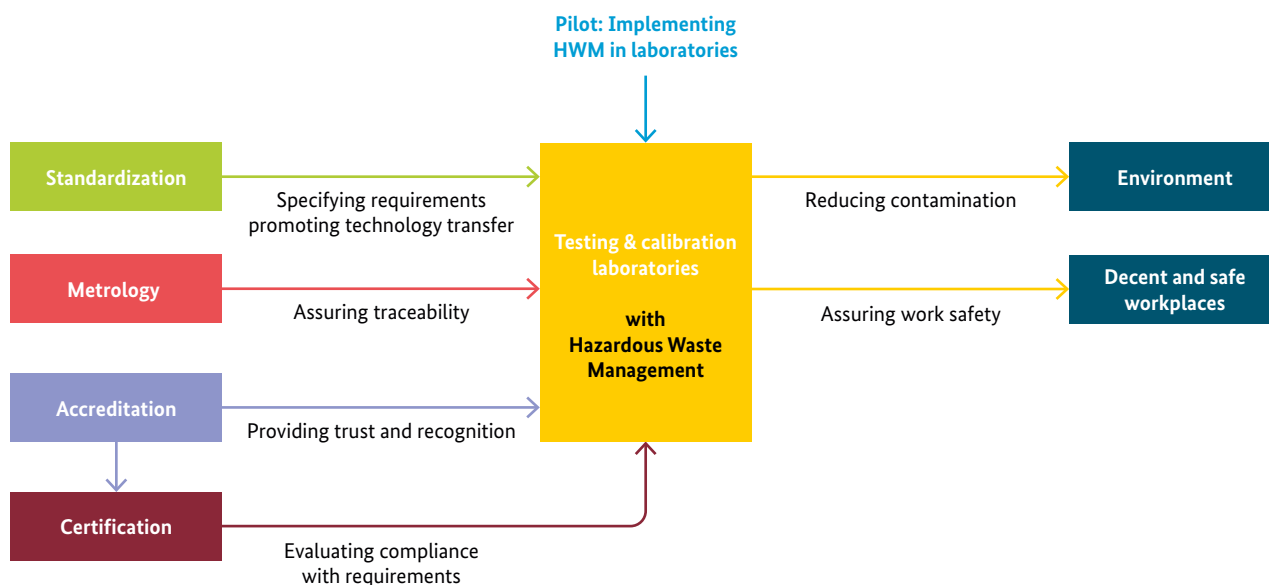 Pilot: Implementing
HWM in laboratories
Standardization
Specifying requirements
promoting technology transfer
Metrology
Assuring traceability
Accreditation
Providing trust and recognition
Certification
Evaluating compliance
with requirements
Testing & calibration
laboratories
with
Hazardous Waste
Management
Reducing contamination
Environment
Assuring work safety
Decent and safe
workplaces